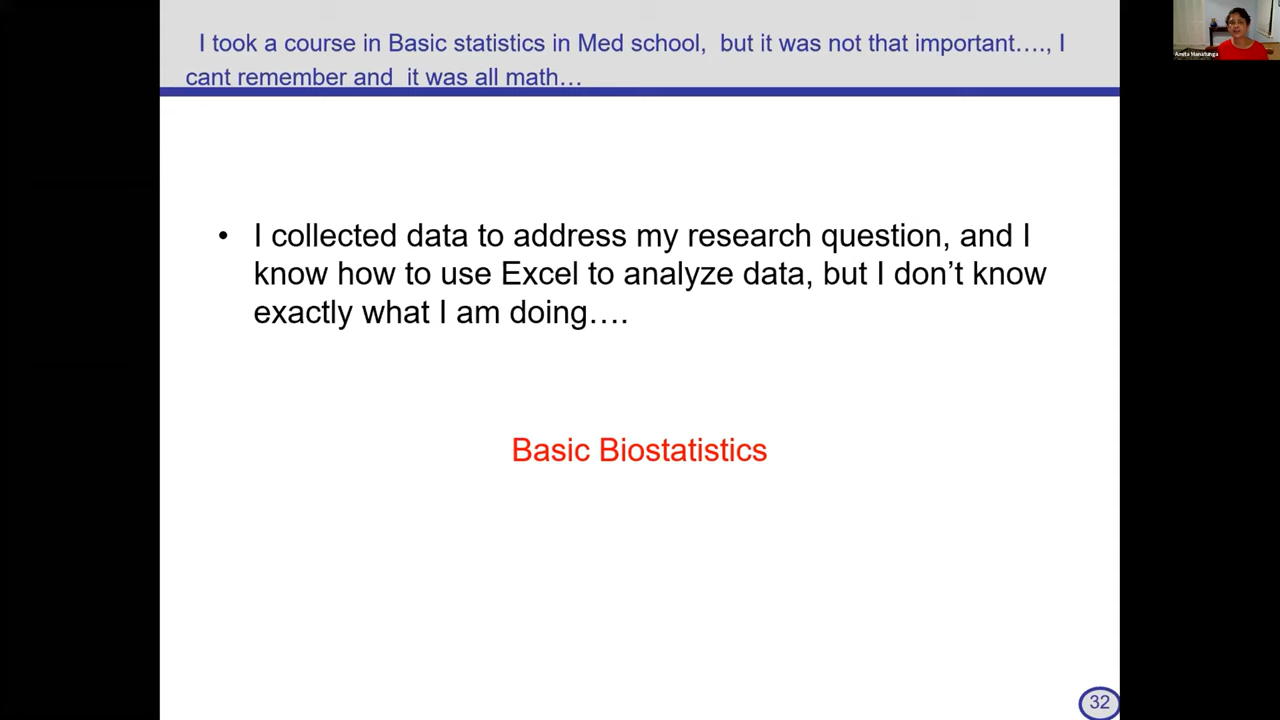 I took a course in Basic statistics in Med school, but it was not that important…., I
cant remember and it was all math…
Amita Manatunga
• I collected data to address my research question, and I
know how to use Excel to analyze data, but I don’t know
exactly what I am doing….
Basic Biostatistics
32